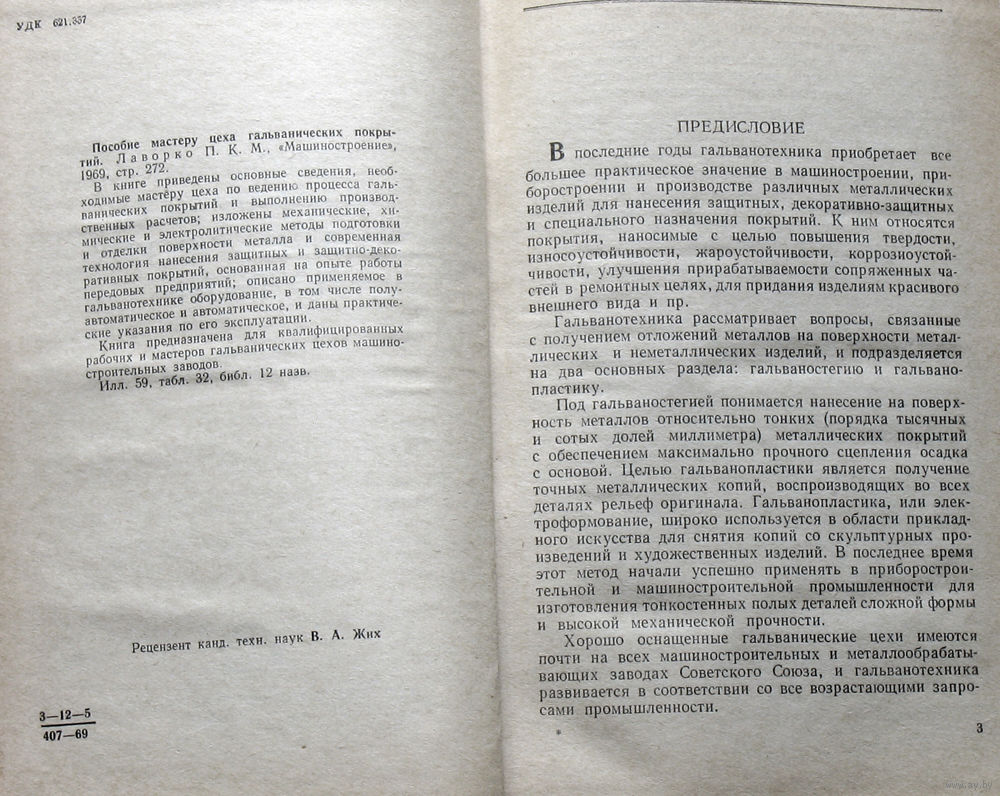 УДК 621.357
Пособие мастеру цеха гальванических покры-
тий. Лаворко П. К. М., «Машиностроение»,
1969, стр. 272.
В книге приведены основные сведения, необ-
ходимые мастеру цеха по ведению процесса галь-
ванических покрытий и выполнению производ-
ственных расчетов; изложены механические, хи-
мические и электролитические методы подготовки
и отделки поверхности металла и современная
технология нанесения защитных и защитно-деко-
ративных покрытий, основанная на опыте работы
передовых предприятий; описано применяемое в
гальванотехнике оборудование, в том числе полу-
автоматическое и автоматическое, и даны практиче-
ские указания по его эксплуатации.
Книга предназначена для квалифицированных
рабочих и мастеров гальванических цехов машино-
строительных заводов.
Илл. 59, табл. 32, библ. 12 назв.
Рецензент канд. техн. наук В. А. Жих
3—12—5
407—69
ПРЕДИСЛОВИЕ
В последние годы гальванотехника приобретает все
большее практическое значение в машиностроении, при-
боростроении и производстве различных металлических
изделий для нанесения защитных, декоративно-защитных
и специального назначения покрытий. К ним относятся
покрытия, наносимые с целью повышения твердости,
износоустойчивости, жароустойчивости, коррозиоустой-
чивости, улучшения прирабатываемости сопряженных ча-
стей в ремонтных целях, для придания изделиям красивого
внешнего вида и пр.
Гальванотехника рассматривает вопросы, связанные
с получением отложений металлов на поверхности метал-
лических и неметаллических изделий, и подразделяется
на два основных раздела: гальваностегию и гальвано-
пластику.
Под гальваностегией понимается нанесение на поверх-
ность металлов относительно тонких (порядка тысячных
и сотых долей миллиметра) металлических покрытий
с обеспечением максимально прочного сцепления осадка
с основой. Целью гальванопластики является получение
точных металлических копий, воспроизводящих во всех
деталях рельеф оригинала. Гальванопластика, или элек-
троформование, широко используется в области приклад-
ного искусства для снятия копий со скульптурных про-
изведений и художественных изделий. В последнее время
этот метод начали успешно применять в приборострои-
тельной и машиностроительной промышленности для
изготовления тонкостенных полых деталей сложной формы
и высокой механической прочности.
Хорошо оснащенные гальванические цехи имеются
почти на всех машиностроительных и металлообрабаты-
вающих заводах Советского Союза, и гальванотехника
развивается в соответствии со все возрастающими запро-
сами промышленности.
* 3
www.ay.by